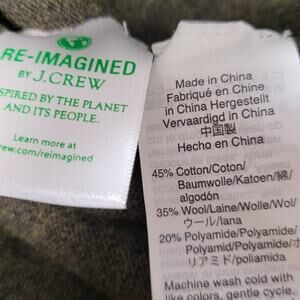 RE-IMAGINED
BY J.CREW
SPIRED BY THE PLANET
AND ITS PEOPLE.
Learn more at
rew.com/reimagined
Made in China
Fabriqué en Chine
in China Hergestellt
Vervaardigd in China
中国製
Hecho en China
45% Cotton/Coton/
Baumwolle/Katoen/綿/
algodón
35% Wool/Laine/Wolle/Wol/
ウール/lana
20% Polyamide/Polyamide/
Polyamid/Polyamide/ポ
リアミド/poliamida
Machine wash cold with
like colors, gentle cycle.